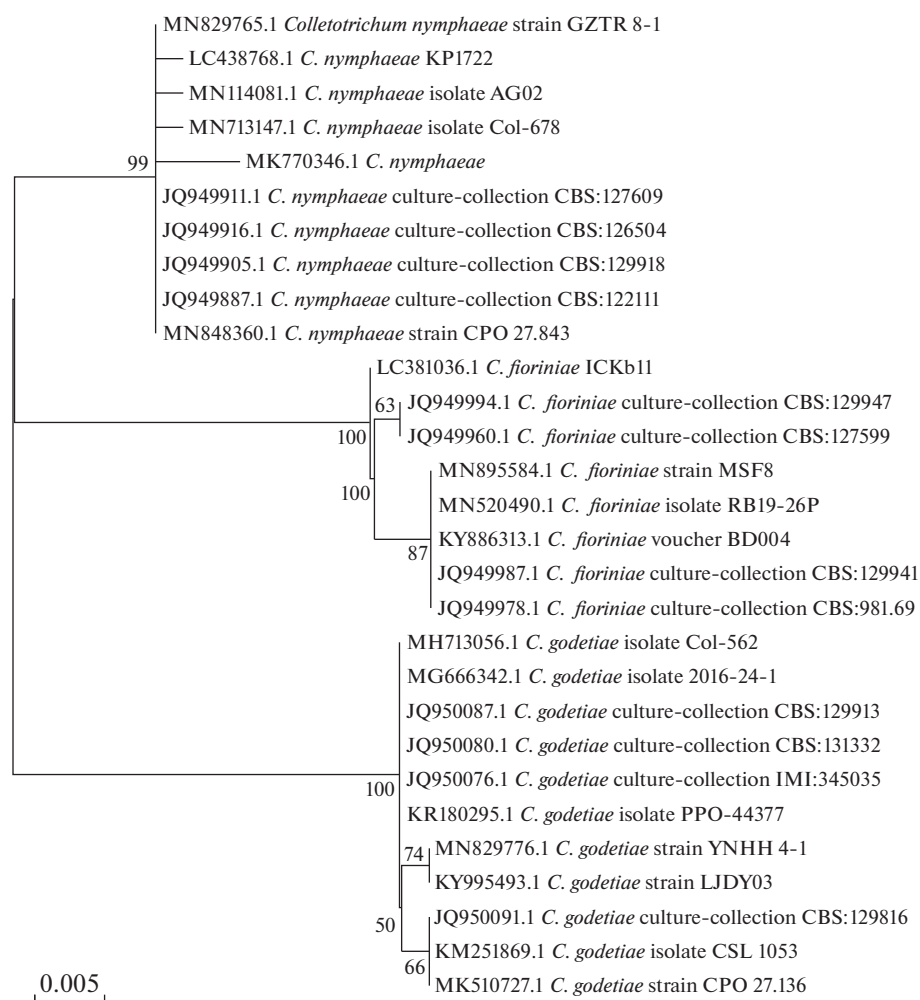 MN829765.1 Colletotrichum nymphaeae strain GZTR 8-1
LC438768.1 C. nymphaeae KP1722
MN114081.1 C. nymphaeae isolate AG02
MN713147.1 C. nymphaeae isolate Col-678
99
MK770346.1 C. nymphaeae
JQ949911.1 C. nymphaeae culture-collection CBS:127609
JQ949916.1 C. nymphaeae culture-collection CBS:126504
JQ949905.1 C. nymphaeae culture-collection CBS:129918
JQ949887.1 C. nymphaeae culture-collection CBS:122111
MN848360.1 C. nymphaeae strain CPO 27.843
LC381036.1 C. fioriniae ICKb11
63
JQ949994.1 C. fioriniae culture-collection CBS:129947
100
JQ949960.1 C. fioriniae culture-collection CBS:127599
MN895584.1 C. fioriniae strain MSF8
100
MN520490.1 C. fioriniae isolate RB19-26P
KY886313.1 C. fioriniae voucher BD004
87
JQ949987.1 C. fioriniae culture-collection CBS:129941
JQ949978.1 C. fioriniae culture-collection CBS:981.69
MH713056.1 C. godetiae isolate Col-562
MG666342.1 C. godetiae isolate 2016-24-1
JQ950087.1 C. godetiae culture-collection CBS:129913
JQ950080.1 C. godetiae culture-collection CBS:131332
100
JQ950076.1 C. godetiae culture-collection IMI:345035
KR180295.1 C. godetiae isolate PPO-44377
74
MN829776.1 C. godetiae strain YNHH 4-1
KY995493.1 C. godetiae strain LJDY03
50
JQ950091.1 C. godetiae culture-collection CBS:129816
KM251869.1 C. godetiae isolate CSL 1053
66
MK510727.1 C. godetiae strain CPO 27.136
0.005